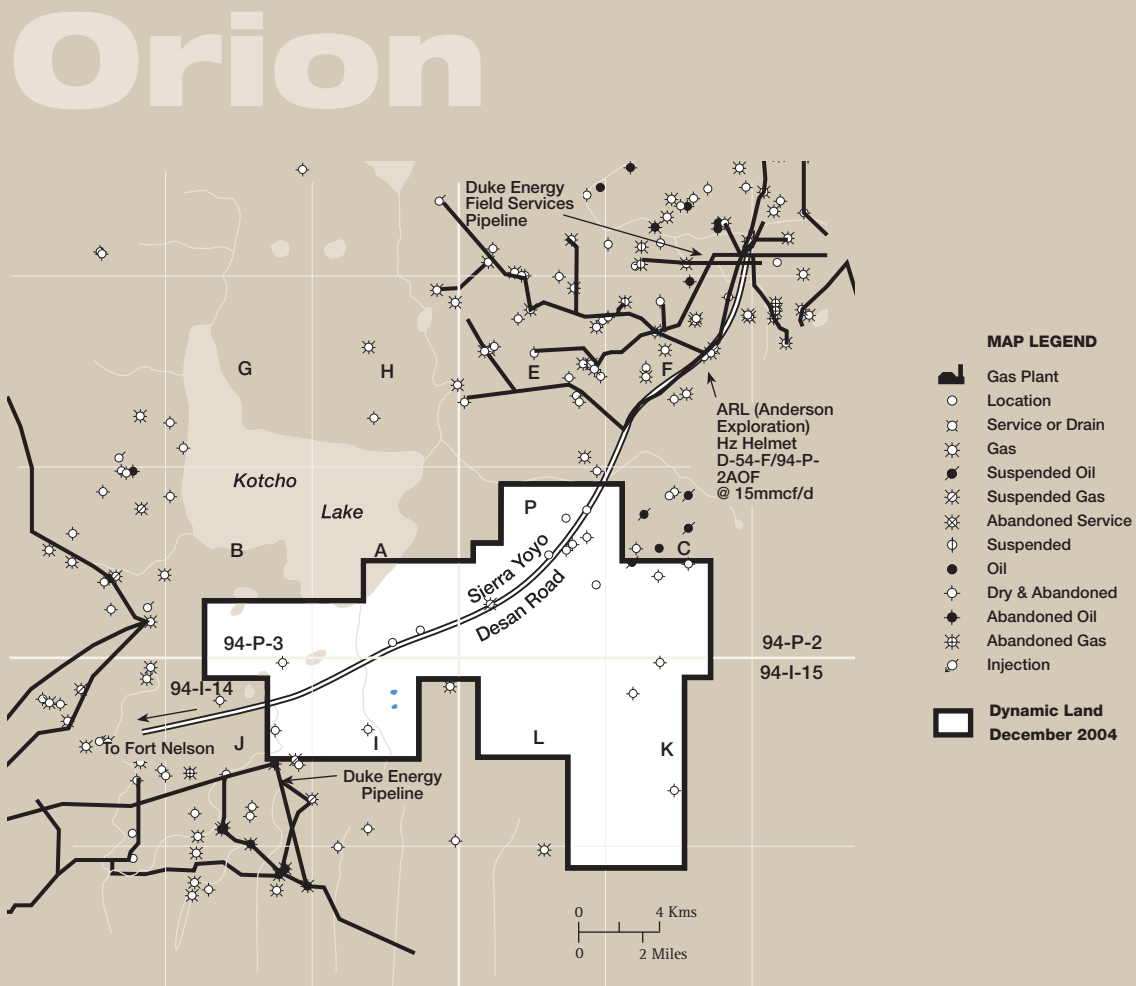 Orion
Duke Energy
Field Services
Pipeline
G
H
E
F
ARL (Anderson
Exploration)
Hz Helmet
D-54-F/94-P-
2AOF
@ 15mmcf/d
Kotcho
Lake
P
B
A
C
Sierra Yoyo
Desan Road
94-P-3
94-P-2
94-I-15
94-I-14
To Fort Nelson
J
I
L
K
Duke Energy
Pipeline
0 4 Kms
0 2 Miles
MAP LEGEND
Gas Plant
Location
Service or Drain
Gas
Suspended Oil
Suspended Gas
Abandoned Service
Suspended
Oil
Dry & Abandoned
Abandoned Oil
Abandoned Gas
Injection
Dynamic Land
December 2004